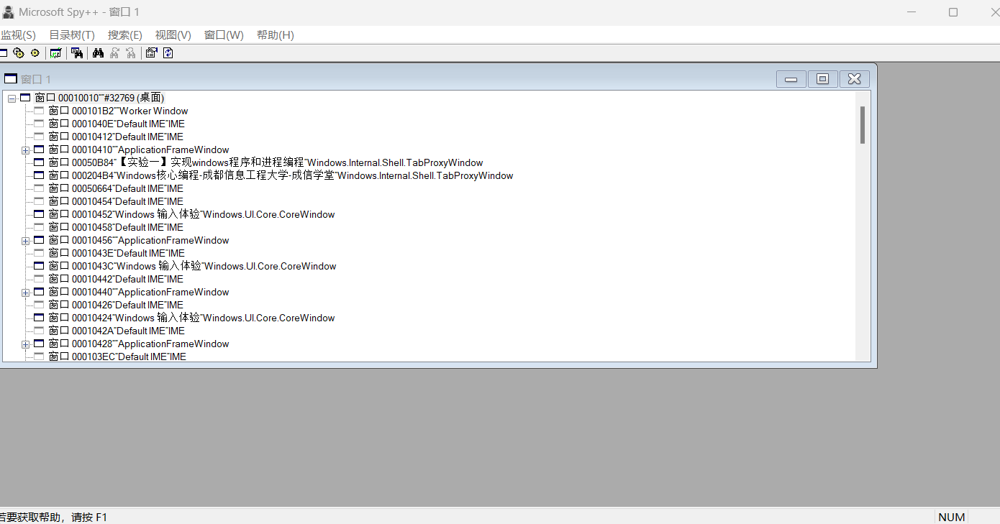 Microsoft Spy++ - 窗口 1
监视(S) 目录树(T) 搜索(E) 视图(V) 窗口(W) 帮助(H)
窗口 1
窗口 00010010""#32769 (桌面)
窗口 000101B2""Worker Window
窗口 0001040E"Default IME"IME
窗口 00010412"Default IME"IME
窗口 00010410""ApplicationFrameWindow
窗口 00050B84"【实验一】实现windows程序和进程编程"Windows.Internal.Shell.TabProxyWindow
窗口 000204B4"Windows核心编程-成都信息工程大学-成信学堂"Windows.Internal.Shell.TabProxyWindow
窗口 00050664"Default IME"IME
窗口 00010454"Default IME"IME
窗口 00010452"Windows 输入体验"Windows.UI.Core.CoreWindow
窗口 00010458"Default IME"IME
窗口 00010456""ApplicationFrameWindow
窗口 0001043E"Default IME"IME
窗口 0001043C"Windows 输入体验"Windows.UI.Core.CoreWindow
窗口 00010442"Default IME"IME
窗口 00010440""ApplicationFrameWindow
窗口 00010426"Default IME"IME
窗口 00010424"Windows 输入体验"Windows.UI.Core.CoreWindow
窗口 0001042A"Default IME"IME
窗口 00010428""ApplicationFrameWindow
窗口 000103EC"Default IME"IME
若要获取帮助，请按 F1 NUM